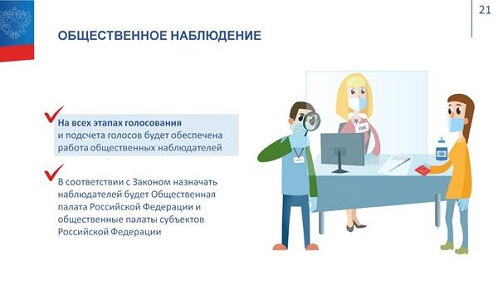 21
ОБЩЕСТВЕННОЕ НАБЛЮДЕНИЕ
На всех этапах голосования
и подсчета голосов будет обеспечена
работа общественных наблюдателей
В соответствии с Законом назначать
наблюдателей будет Общественная
палата Российской Федерации и
общественные палаты субъектов
Российской Федерации